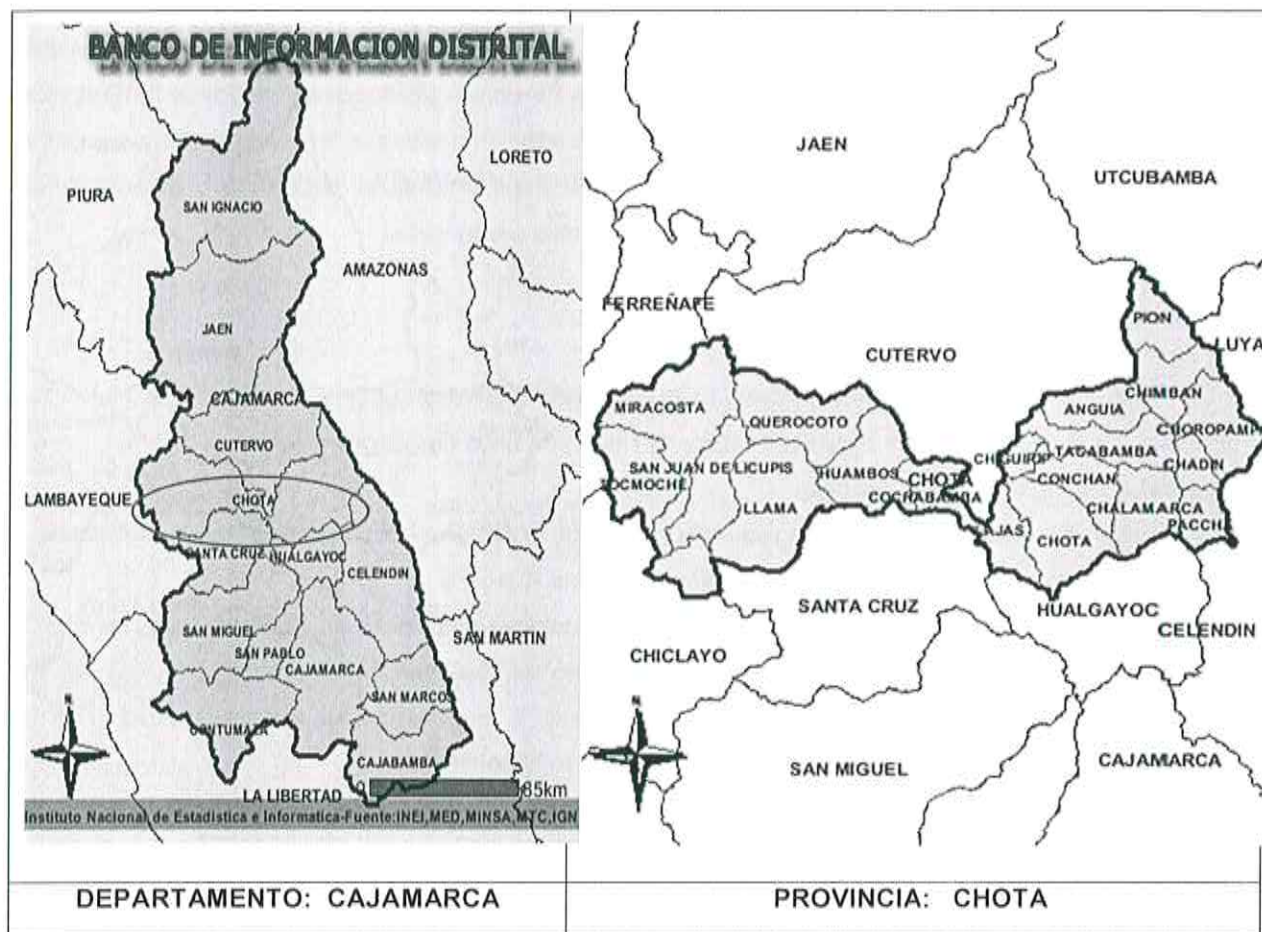 BANCO DE INFORMACION DISTRITAL
LORETO
PIURA
SAN IGNACIO
AMAZONAS
JAEN
CAJAMARCA
CUTERVO
LAMBAYEQUE
CHOTA
SANTA CRUZ
HUALGAYOC
CELENDIN
SAN MIGUEL
SAN PABLO
CAJAMARCA
SAN MARTIN
SAN MARCOS
CONTUMAZA
CAJABAMBA
LA LIBERTAD
0 85km
N
Instituto Nacional de Estadistica e Informatica-Fuente:INEI,MED,MINSA,MTC,IGN
JAEN
UTCUBAMBA
FERREÑAFE
PION
LUYA
CUTERVO
CHIMBAN
MIRACOSTA
ANGUIA
QUEROCOTO
CHOROPAMP
CHIGUIRIP
TACABAMBA
SAN JUAN DE LICUPIS
HUAMBOS
CHADIN
TOCMOCHE
CHOTA
CONCHAN
COCHABAMBA
LLAMA
CHALAMARCA
PACCHA
LAJAS
CHOTA
SANTA CRUZ
HUALGAYOC
CELENDIN
CHICLAYO
N
SAN MIGUEL
CAJAMARCA
DEPARTAMENTO: CAJAMARCA
PROVINCIA: CHOTA